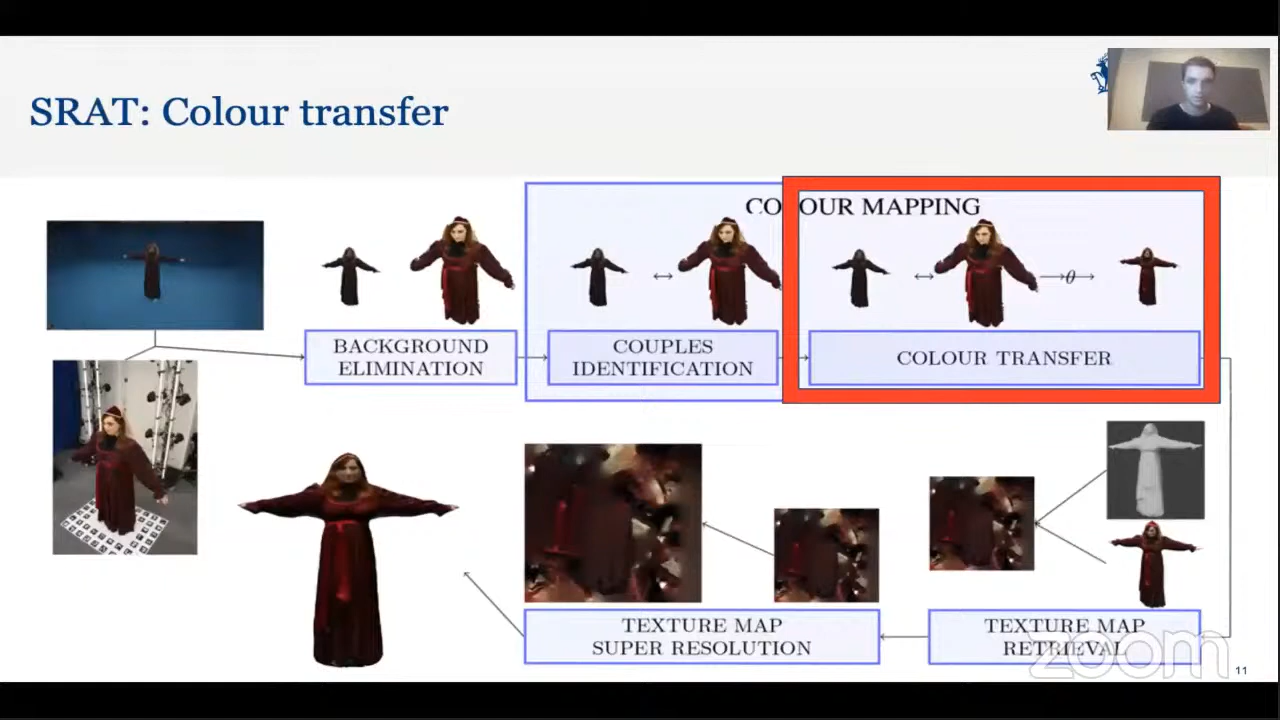 SRAT: Colour transfer
COLOUR MAPPING
θ
BACKGROUND
ELIMINATION
COUPLES
IDENTIFICATION
COLOUR TRANSFER
TEXTURE MAP
SUPER RESOLUTION
TEXTURE MAP
RETRIEVAL
zoom
11